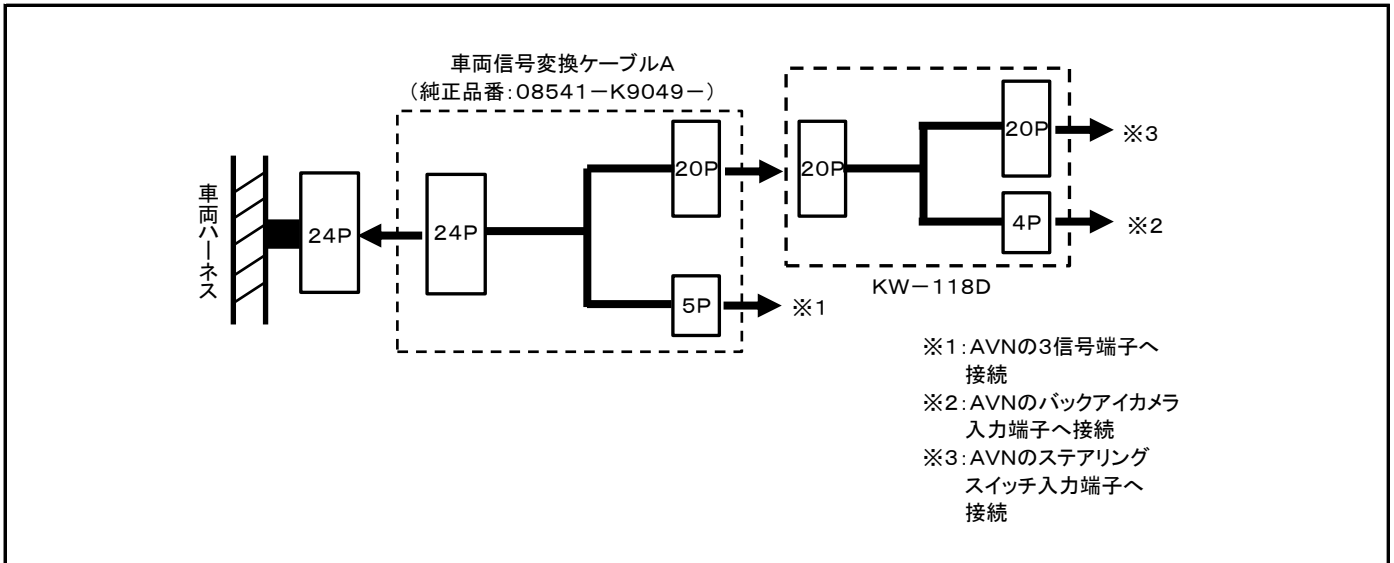 車両信号変換ケーブルA
(純正品番:08541-K9049-)
車両ハーネス
24P
24P
20P
5P
※1
20P
20P
4P
※3
※2
KW-118D
※1:AVNの3信号端子へ
接続
※2:AVNのバックアイカメラ
入力端子へ接続
※3:AVNのステアリング
スイッチ入力端子へ
接続